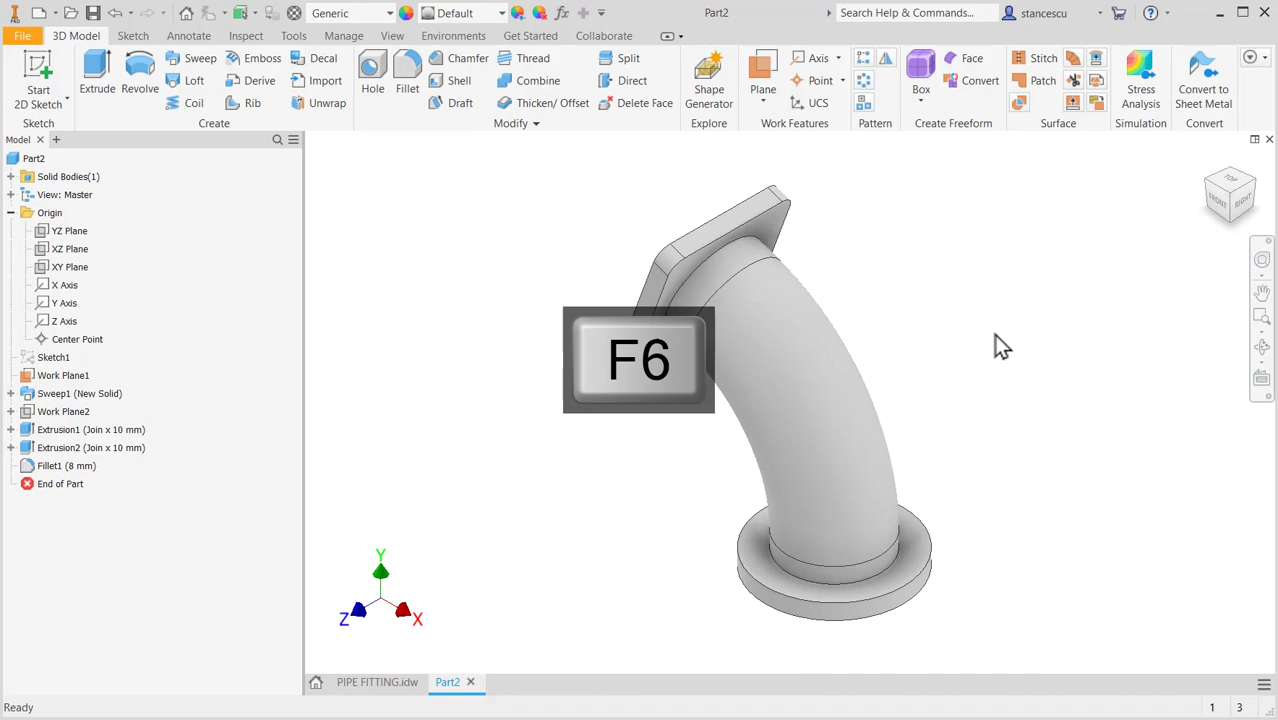 PRO
Generic
Default
Part2
Search Help & Commands...
stancescu
File
3D Model
Sketch
Annotate
Inspect
Tools
Manage
View
Environments
Get Started
Collaborate
Start
2D Sketch
Extrude
Revolve
Sweep
Emboss
Decal
Loft
Derive
Import
Coil
Rib
Unwrap
Hole
Fillet
Chamfer
Thread
Split
Shell
Combine
Direct
Draft
Thicken/ Offset
Delete Face
Shape
Generator
Plane
Axis
Point
UCS
Box
Face
Convert
Stitch
Patch
Stress
Analysis
Convert to
Sheet Metal
Sketch
Create
Modify
Explore
Work Features
Pattern
Create Freeform
Surface
Simulation
Convert
Model
Part2
Solid Bodies(1)
View: Master
Origin
YZ Plane
XZ Plane
XY Plane
X Axis
Y Axis
Z Axis
Center Point
Sketch1
Work Plane1
Sweep1 (New Solid)
Work Plane2
Extrusion1 (Join x 10 mm)
Extrusion2 (Join x 10 mm)
Fillet1 (8 mm)
End of Part
TOP
FRONT
RIGHT
F6
Y
Z
X
PIPE FITTING.idw
Part2
Ready
1
3